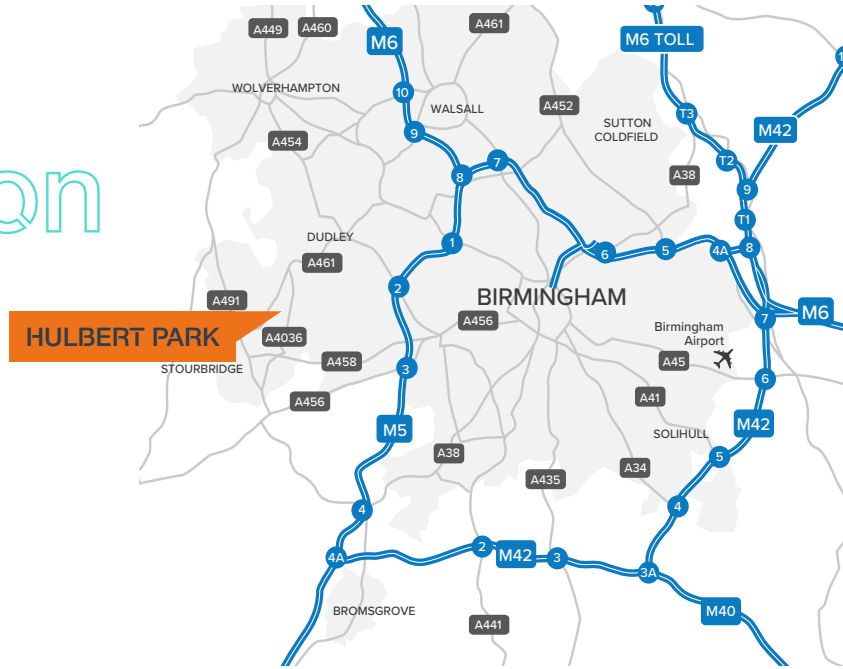 A449
A460
A461
M6
M6 TOLL
WOLVERHAMPTON
10
WALSALL
A452
T3
SUTTON
COLDFIELD
M42
9
A454
7
T2
8
A38
9
on
T1
DUDLEY
1
A461
6
5
4A
8
2
A491
BIRMINGHAM
M6
7
HULBERT PARK
A4036
A456
Birmingham
Airport
STOURBRIDGE
A458
3
A45
6
A456
A41
M5
SOLIHULL
M42
A38
5
A34
A435
4
4
4A
2
M42
3
3A
BROMSGROVE
M40
A441